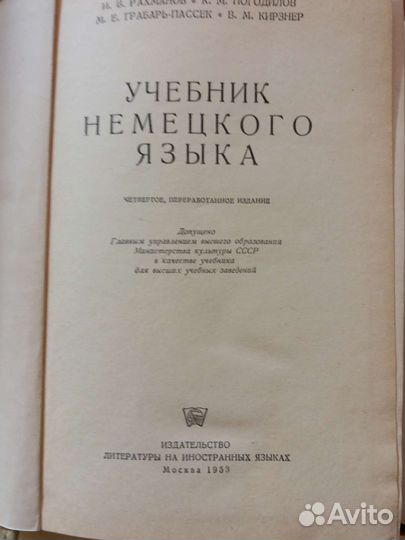 И. В. РАХМАНОВ • К. М. ПОГОДИЛОВ
М. Е. ГРАБАРЬ-ПАССЕК • В. М. КИРЗНЕР
УЧЕБНИК
НЕМЕЦКОГО
ЯЗЫКА
ЧЕТВЕРТОЕ, ПЕРЕРАБОТАННОЕ ИЗДАНИЕ
Допущено
Главным управлением высшего образования
Министерства культуры СССР
в качестве учебника
для высших учебных заведений
ИЗДАТЕЛЬСТВО
ЛИТЕРАТУРЫ НА ИНОСТРАННЫХ ЯЗЫКАХ
Москва 1953
Avito